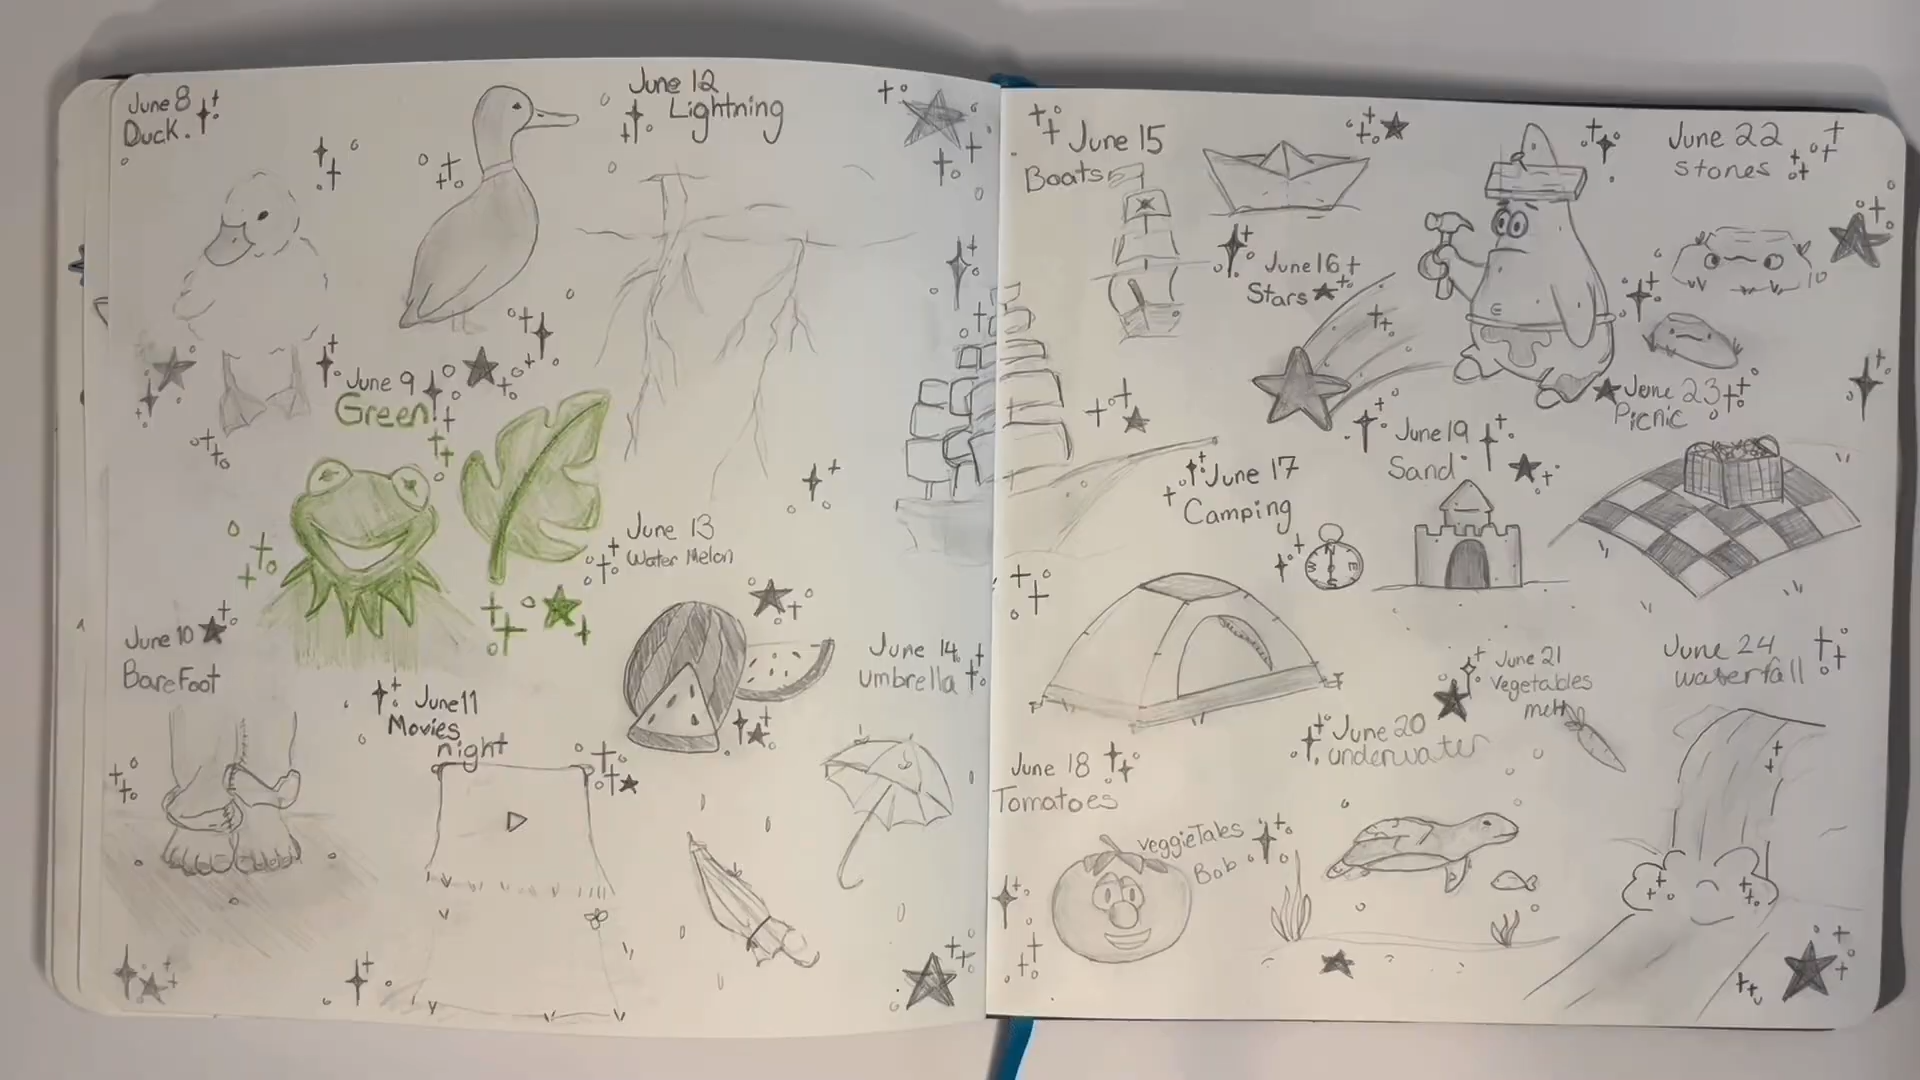 June 8
Duck.
June 9
Green!
June 10
BareFoot
June 11
Movies
night
June 12
Lightning
June 13
Water Melon
June 14
umbrella
June 15
Boats
June 16
Stars
June 17
Camping
June 18
Tomatoes
VeggieTales
Bob
June 19
Sand
June 20
underwater
June 21
vegetables
meH
June 22
stones
June 23
Picnic
June 24
waterfall